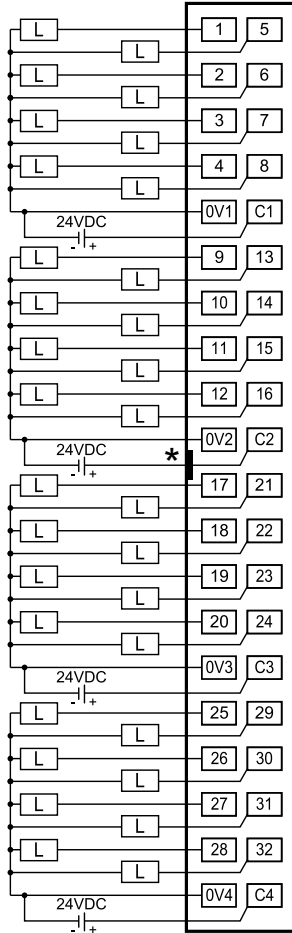 L 1 5
L
L 2 6
L
L 3 7
L
L 4 8
L
0V1 C1
24VDC
- +
L 9 13
L
L 10 14
L
L 11 15
L
L 12 16
L
0V2 C2
24VDC *
- +
L 17 21
L
L 18 22
L
L 19 23
L
L 20 24
L
0V3 C3
24VDC
- +
L 25 29
L
L 26 30
L
L 27 31
L
L 28 32
L
0V4 C4
24VDC
- +